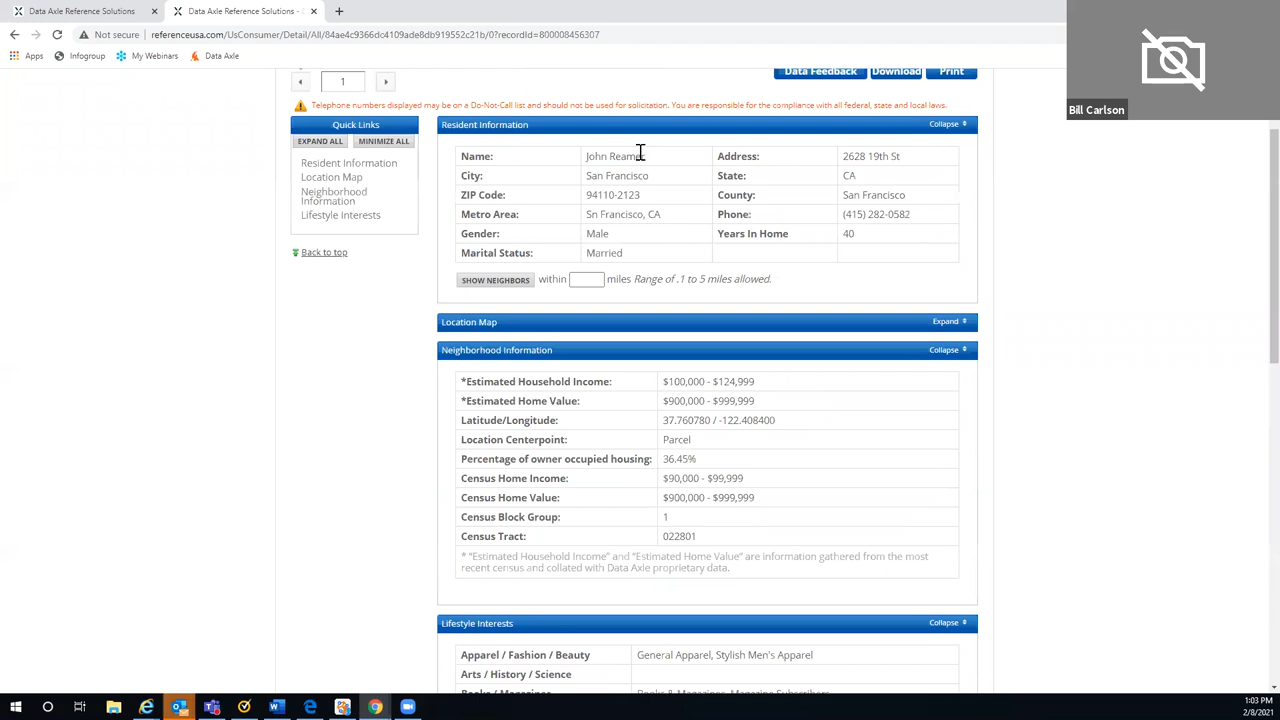 Data Axle Reference Solutions
Data Axle Reference Solutions -
Not secure referenceusa.com/UsConsumer/Detail/All/84ae4c9366dc4109ade8db919552c21b/0?recordId=800008456307
Apps Infogroup My Webinars Data Axle
Bill Carlson
1
Data Feedback Download Print
Telephone numbers displayed may be on a Do-Not-Call list and should not be used for solicitation. You are responsible for the compliance with all federal, state and local laws.
Quick Links
EXPAND ALL MINIMIZE ALL
Resident Information
Location Map
Neighborhood
Information
Lifestyle Interests
Back to top
Resident Information Collapse
Name: John Address: 2628 19th St
City: San Francisco State: CA
ZIP Code: 94110-2123 County: San Francisco
Metro Area: Sn Francisco, CA Phone: (415) 282-0582
Gender: Male Years In Home 40
Marital Status: Married
SHOW NEIGHBORS within miles Range of .1 to 5 miles allowed.
Location Map Expand
Neighborhood Information Collapse
*Estimated Household Income: $100,000 - $124,999
*Estimated Home Value: $900,000 - $999,999
Latitude/Longitude: 37.760780 / -122.408400
Location Centerpoint: Parcel
Percentage of owner occupied housing: 36.45%
Census Home Income: $90,000 - $99,999
Census Home Value: $900,000 - $999,999
Census Block Group: 1
Census Tract: 022801
* "Estimated Household Income" and "Estimated Home Value" are information gathered from the most
recent census and collated with Data Axle proprietary data.
Lifestyle Interests Collapse
Apparel / Fashion / Beauty General Apparel, Stylish Men's Apparel
Arts / History / Science
Books / Magazines Books & Magazines, Magazine Subscribers
1:03 PM
2/8/2021